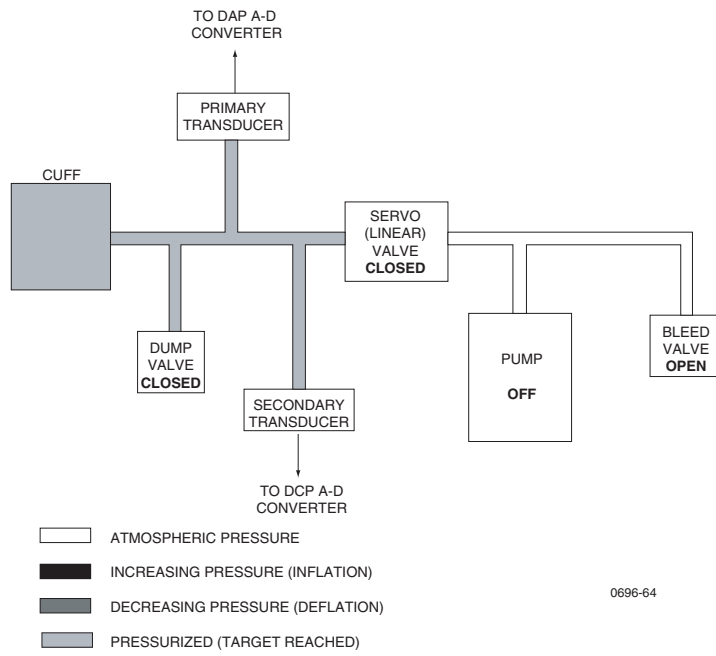 TO DAP A-D
CONVERTER
PRIMARY
TRANSDUCER
CUFF
SERVO
(LINEAR)
VALVE
CLOSED
DUMP
VALVE
CLOSED
PUMP
OFF
BLEED
VALVE
OPEN
SECONDARY
TRANSDUCER
TO DCP A-D
CONVERTER
ATMOSPHERIC PRESSURE
INCREASING PRESSURE (INFLATION)
DECREASING PRESSURE (DEFLATION)
PRESSURIZED (TARGET REACHED)
0696-64